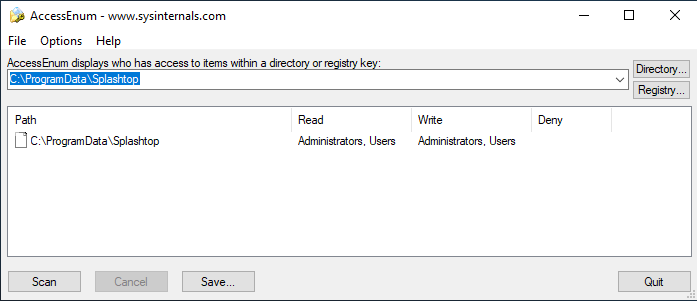 AccessEnum - www.sysinternals.com
File Options Help
AccessEnum displays who has access to items within a directory or registry key:
C:\ProgramData\Splashtop
Directory...
Registry...
Path Read Write Deny
C:\ProgramData\Splashtop Administrators, Users Administrators, Users
Scan Cancel Save... Quit